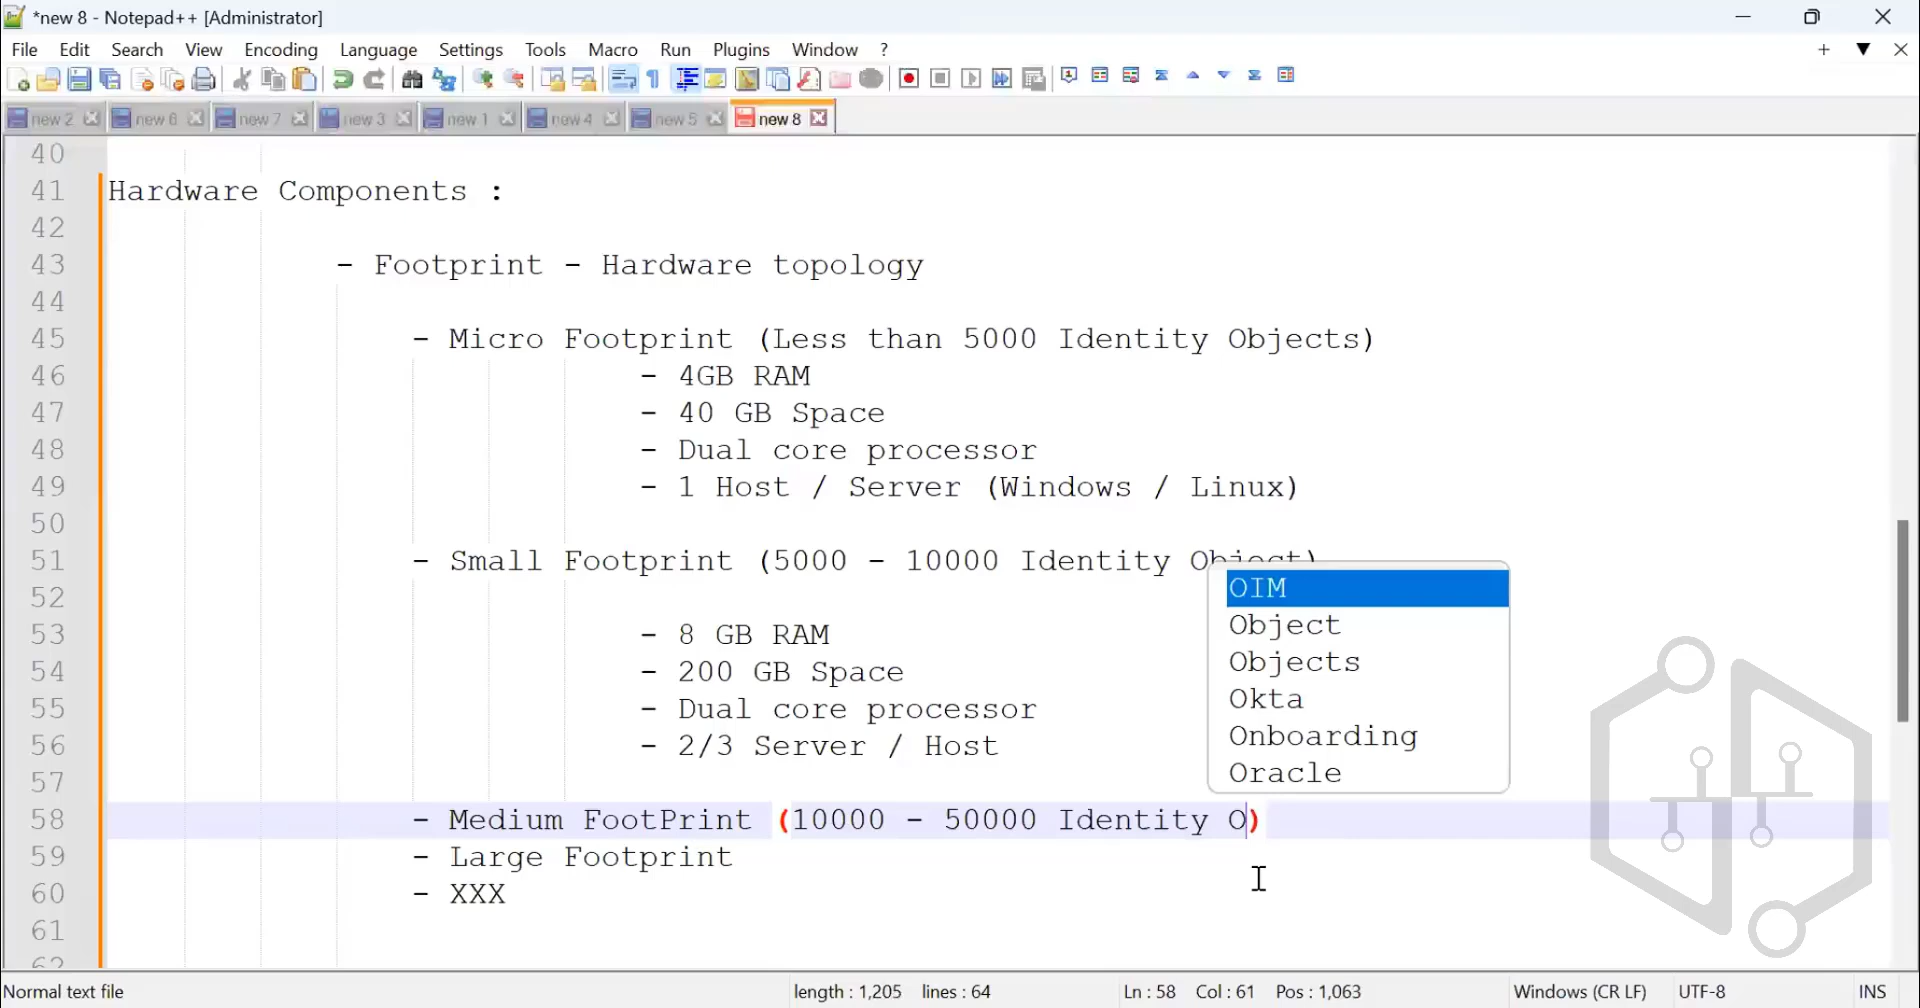 *new 8 - Notepad++ [Administrator]
File Edit Search View Encoding Language Settings Tools Macro Run Plugins Window ?
new 2 new 6 new 7 new 3 new 1 new 4 new 5 new 8
40
41 Hardware Components :
42
43 - Footprint - Hardware topology
44
45 - Micro Footprint (Less than 5000 Identity Objects)
46 - 4GB RAM
47 - 40 GB Space
48 - Dual core processor
49 - 1 Host / Server (Windows / Linux)
50
51 - Small Footprint (5000 - 10000 Identity Object)
OIM
52
Object
53 - 8 GB RAM
Objects
54 - 200 GB Space
Okta
55 - Dual core processor
Onboarding
56 - 2/3 Server / Host
Oracle
57
58 - Medium FootPrint (10000 - 50000 Identity O)
59 - Large Footprint
60 - XXX
61
62
Normal text file length : 1,205 lines : 64 Ln : 58 Col : 61 Pos : 1,063 Windows (CR LF) UTF-8 INS